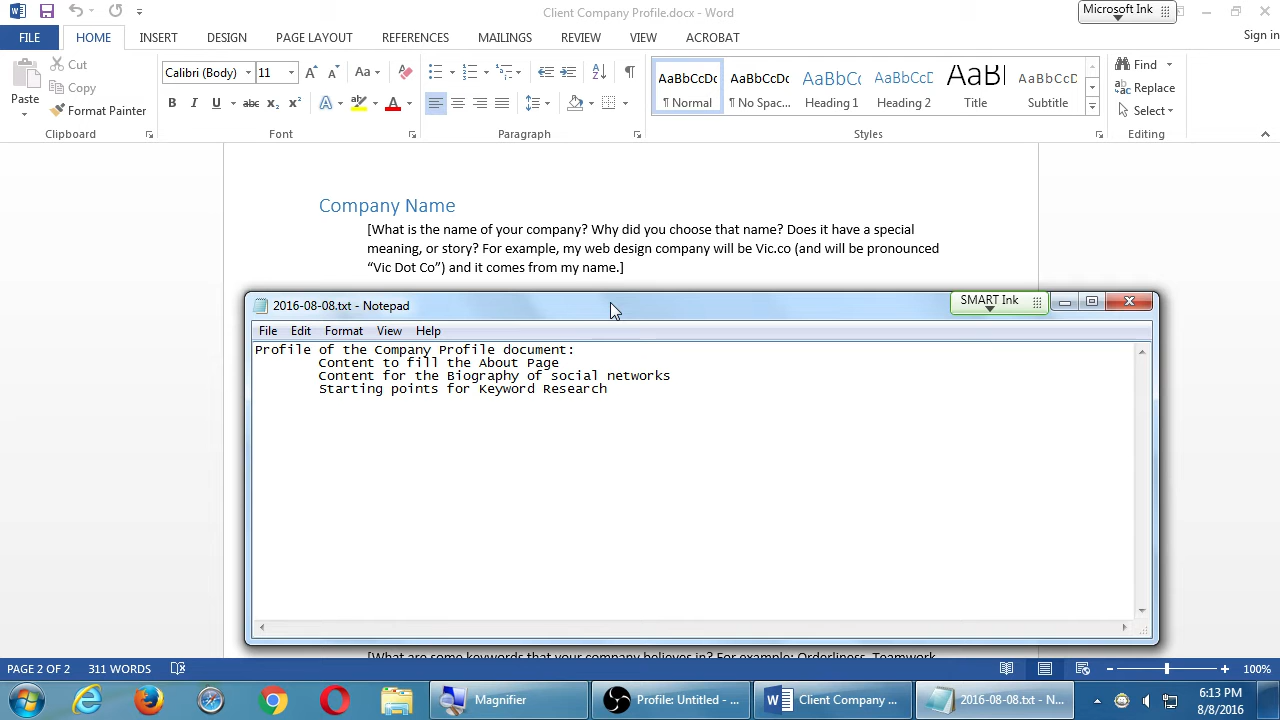 Client Company Profile.docx - Word
Microsoft Ink
FILE HOME INSERT DESIGN PAGE LAYOUT REFERENCES MAILINGS REVIEW VIEW ACROBAT Sign in
Paste
Cut
Copy
Format Painter
Clipboard
Calibri (Body) 11
Aa
B I U abc x₂ x²
A
A
Font
Paragraph
AaBbCcDc AaBbCcDc AaBbCc AaBbCcD AaB AaBbCcD
¶ Normal ¶ No Spac... Heading 1 Heading 2 Title Subtitle
Styles
Find
Replace
Select
Editing
Company Name
[What is the name of your company? Why did you choose that name? Does it have a special
meaning, or story? For example, my web design company will be Vic.co (and will be pronounced
“Vic Dot Co”) and it comes from my name.]
2016-08-08.txt - Notepad
SMART Ink
File Edit Format View Help
Profile of the Company Profile document:
Content to fill the About Page
Content for the Biography of social networks
Starting points for Keyword Research
[What are some keywords that your company believes in? For example: Orderliness, Teamwork,
PAGE 2 OF 2 311 WORDS 100%
Magnifier Profile: Untitled - ... Client Company ... 2016-08-08.txt - N...
6:13 PM
8/8/2016